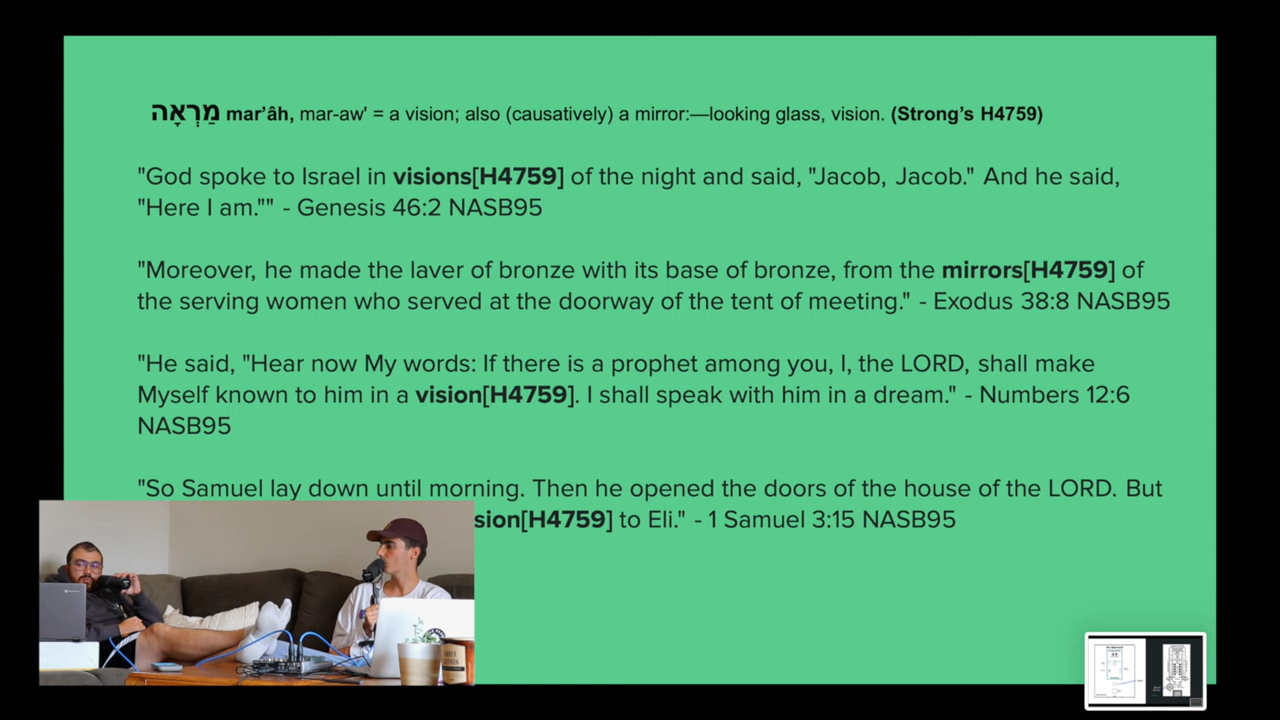 מַרְאָה mar’âh, mar-aw' = a vision; also (causatively) a mirror:—looking glass, vision. (Strong’s H4759)
"God spoke to Israel in visions[H4759] of the night and said, "Jacob, Jacob." And he said,
"Here I am."" - Genesis 46:2 NASB95
"Moreover, he made the laver of bronze with its base of bronze, from the mirrors[H4759] of
the serving women who served at the doorway of the tent of meeting." - Exodus 38:8 NASB95
"He said, "Hear now My words: If there is a prophet among you, I, the LORD, shall make
Myself known to him in a vision[H4759]. I shall speak with him in a dream." - Numbers 12:6
NASB95
"So Samuel lay down until morning. Then he opened the doors of the house of the LORD. But
sion[H4759] to Eli." - 1 Samuel 3:15 NASB95